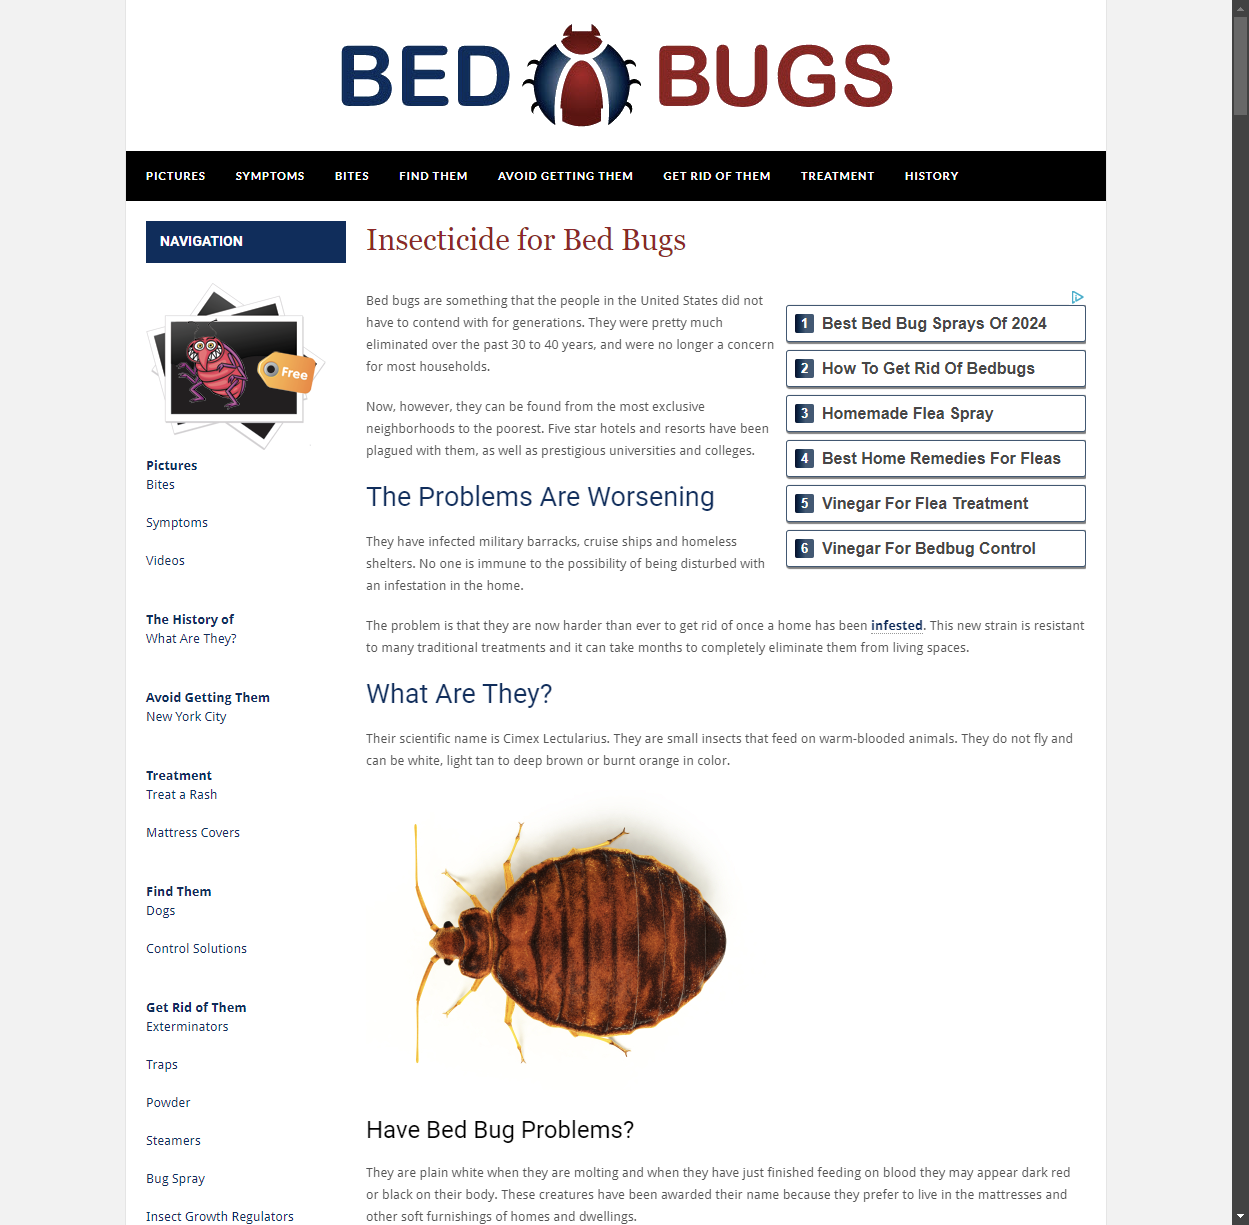 BED BUGS
PICTURES SYMPTOMS BITES FIND THEM AVOID GETTING THEM GET RID OF THEM TREATMENT HISTORY
NAVIGATION
Free
Pictures
Bites
Symptoms
Videos
The History of
What Are They?
Avoid Getting Them
New York City
Treatment
Treat a Rash
Mattress Covers
Find Them
Dogs
Control Solutions
Get Rid of Them
Exterminators
Traps
Powder
Steamers
Bug Spray
Insect Growth Regulators
Insecticide for Bed Bugs
Bed bugs are something that the people in the United States did not
have to contend with for generations. They were pretty much
eliminated over the past 30 to 40 years, and were no longer a concern
for most households.
Now, however, they can be found from the most exclusive
neighborhoods to the poorest. Five star hotels and resorts have been
plagued with them, as well as prestigious universities and colleges.
1 Best Bed Bug Sprays Of 2024
2 How To Get Rid Of Bedbugs
3 Homemade Flea Spray
4 Best Home Remedies For Fleas
5 Vinegar For Flea Treatment
6 Vinegar For Bedbug Control
The Problems Are Worsening
They have infected military barracks, cruise ships and homeless
shelters. No one is immune to the possibility of being disturbed with
an infestation in the home.
The problem is that they are now harder than ever to get rid of once a home has been infested. This new strain is resistant
to many traditional treatments and it can take months to completely eliminate them from living spaces.
What Are They?
Their scientific name is Cimex Lectularius. They are small insects that feed on warm-blooded animals. They do not fly and
can be white, light tan to deep brown or burnt orange in color.
Have Bed Bug Problems?
They are plain white when they are molting and when they have just finished feeding on blood they may appear dark red
or black on their body. These creatures have been awarded their name because they prefer to live in the mattresses and
other soft furnishings of homes and dwellings.